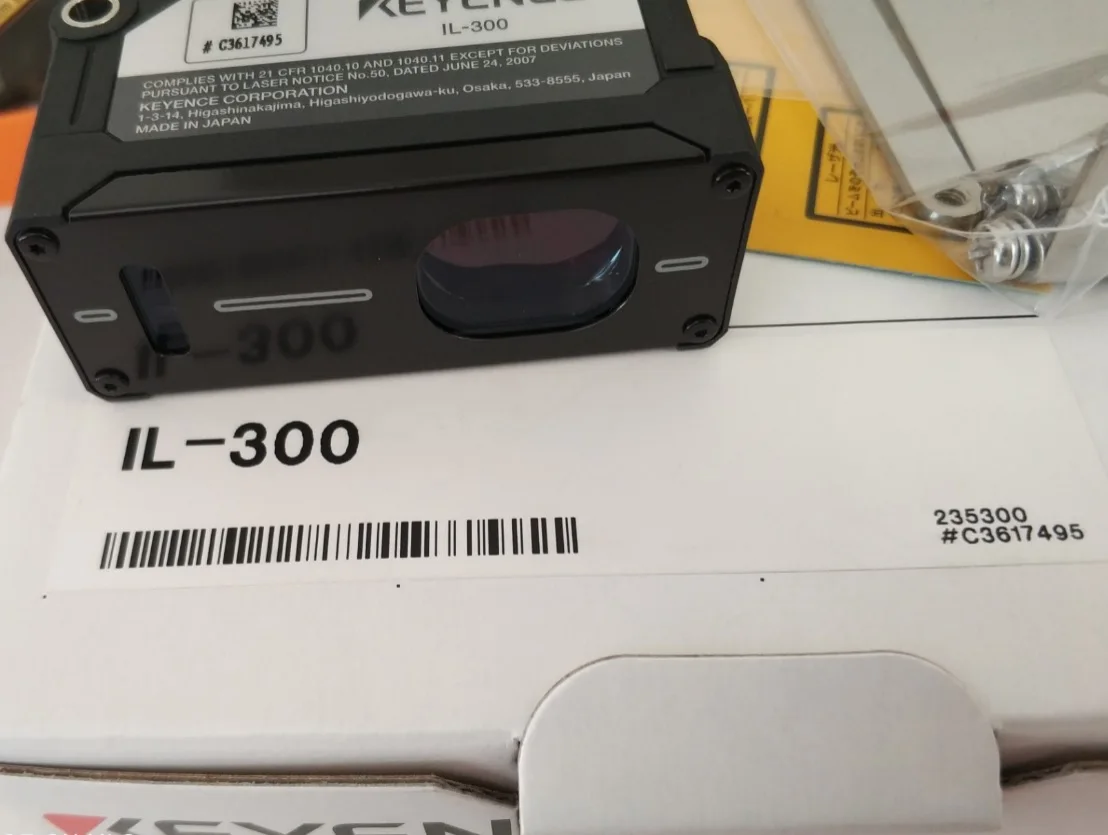 KEYENCE
IL-300
# C3617495
COMPLIES WITH 21 CFR 1040.10 AND 1040.11 EXCEPT FOR DEVIATIONS
PURSUANT TO LASER NOTICE No.50, DATED JUNE 24, 2007
KEYENCE CORPORATION
1-3-14, Higashinakajima, Higashiyodogawa-ku, Osaka, 533-8555, Japan
MADE IN JAPAN
IL-300
235300
#C3617495
KEYENC